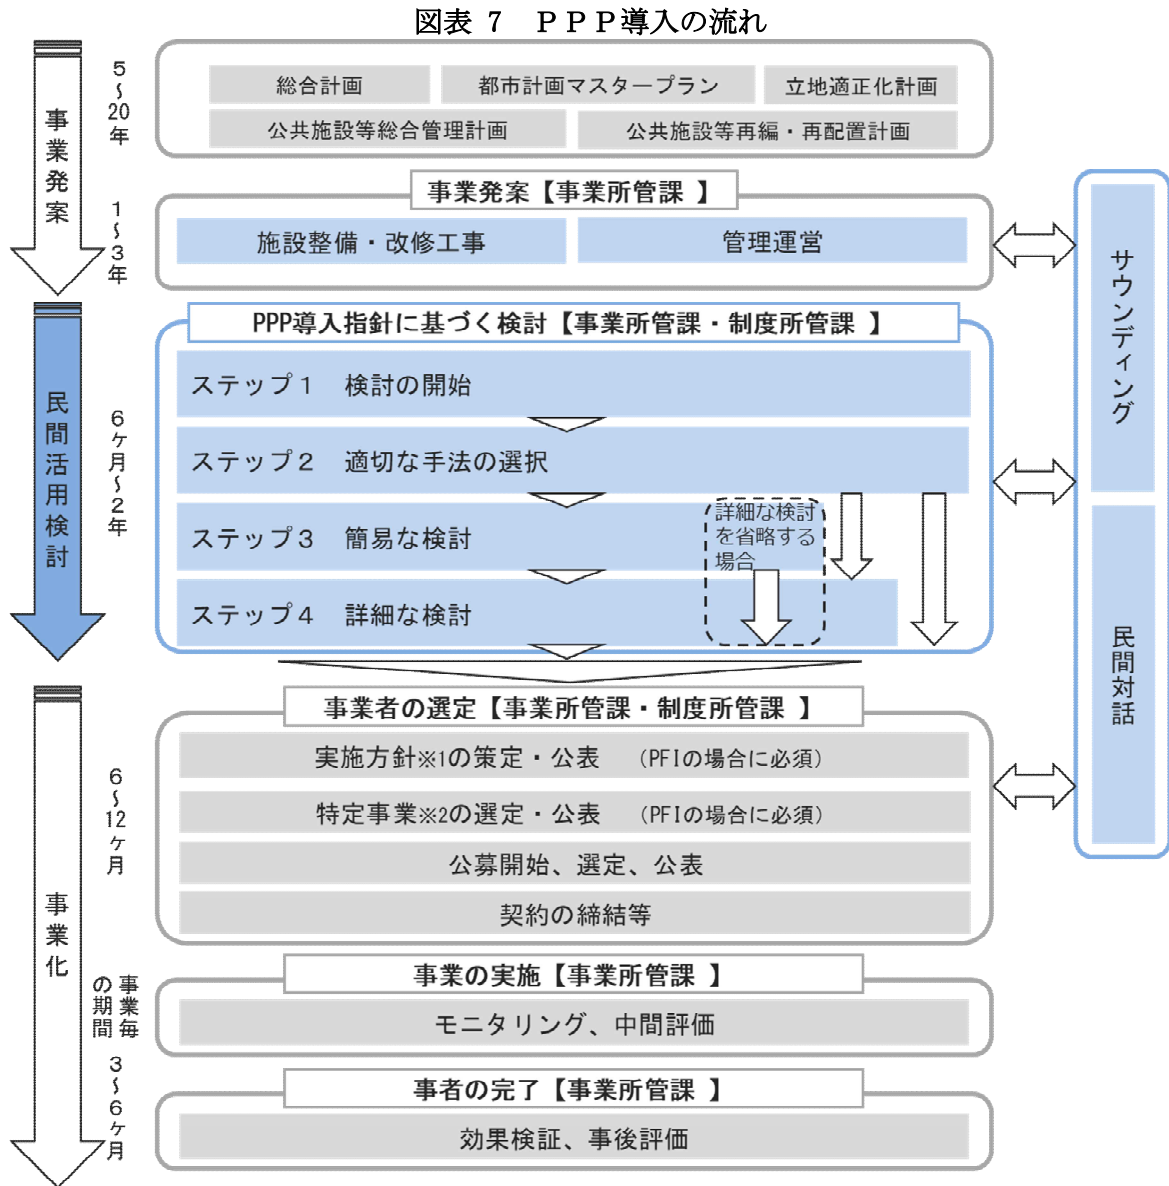 図表 7　ＰＰＰ導入の流れ
事業発案
5～20年
総合計画
都市計画マスタープラン
立地適正化計画
公共施設等総合管理計画
公共施設等再編・再配置計画
1～3年
事業発案【事業所管課 】
施設整備・改修工事
管理運営
サウンディング
民間対話
民間活用検討
6ヶ月～2年
PPP導入指針に基づく検討【事業所管課・制度所管課 】
ステップ１　検討の開始
ステップ２　適切な手法の選択
ステップ３　簡易な検討
詳細な検討
を省略する
場合
ステップ４　詳細な検討
事業化
6～12ヶ月
事業者の選定【事業所管課・制度所管課 】
実施方針※1の策定・公表　（PFIの場合に必須）
特定事業※2の選定・公表　（PFIの場合に必須）
公募開始、選定、公表
契約の締結等
事業毎
の期間
事業の実施【事業所管課 】
モニタリング、中間評価
3～6ヶ月
事者の完了【事業所管課 】
効果検証、事後評価